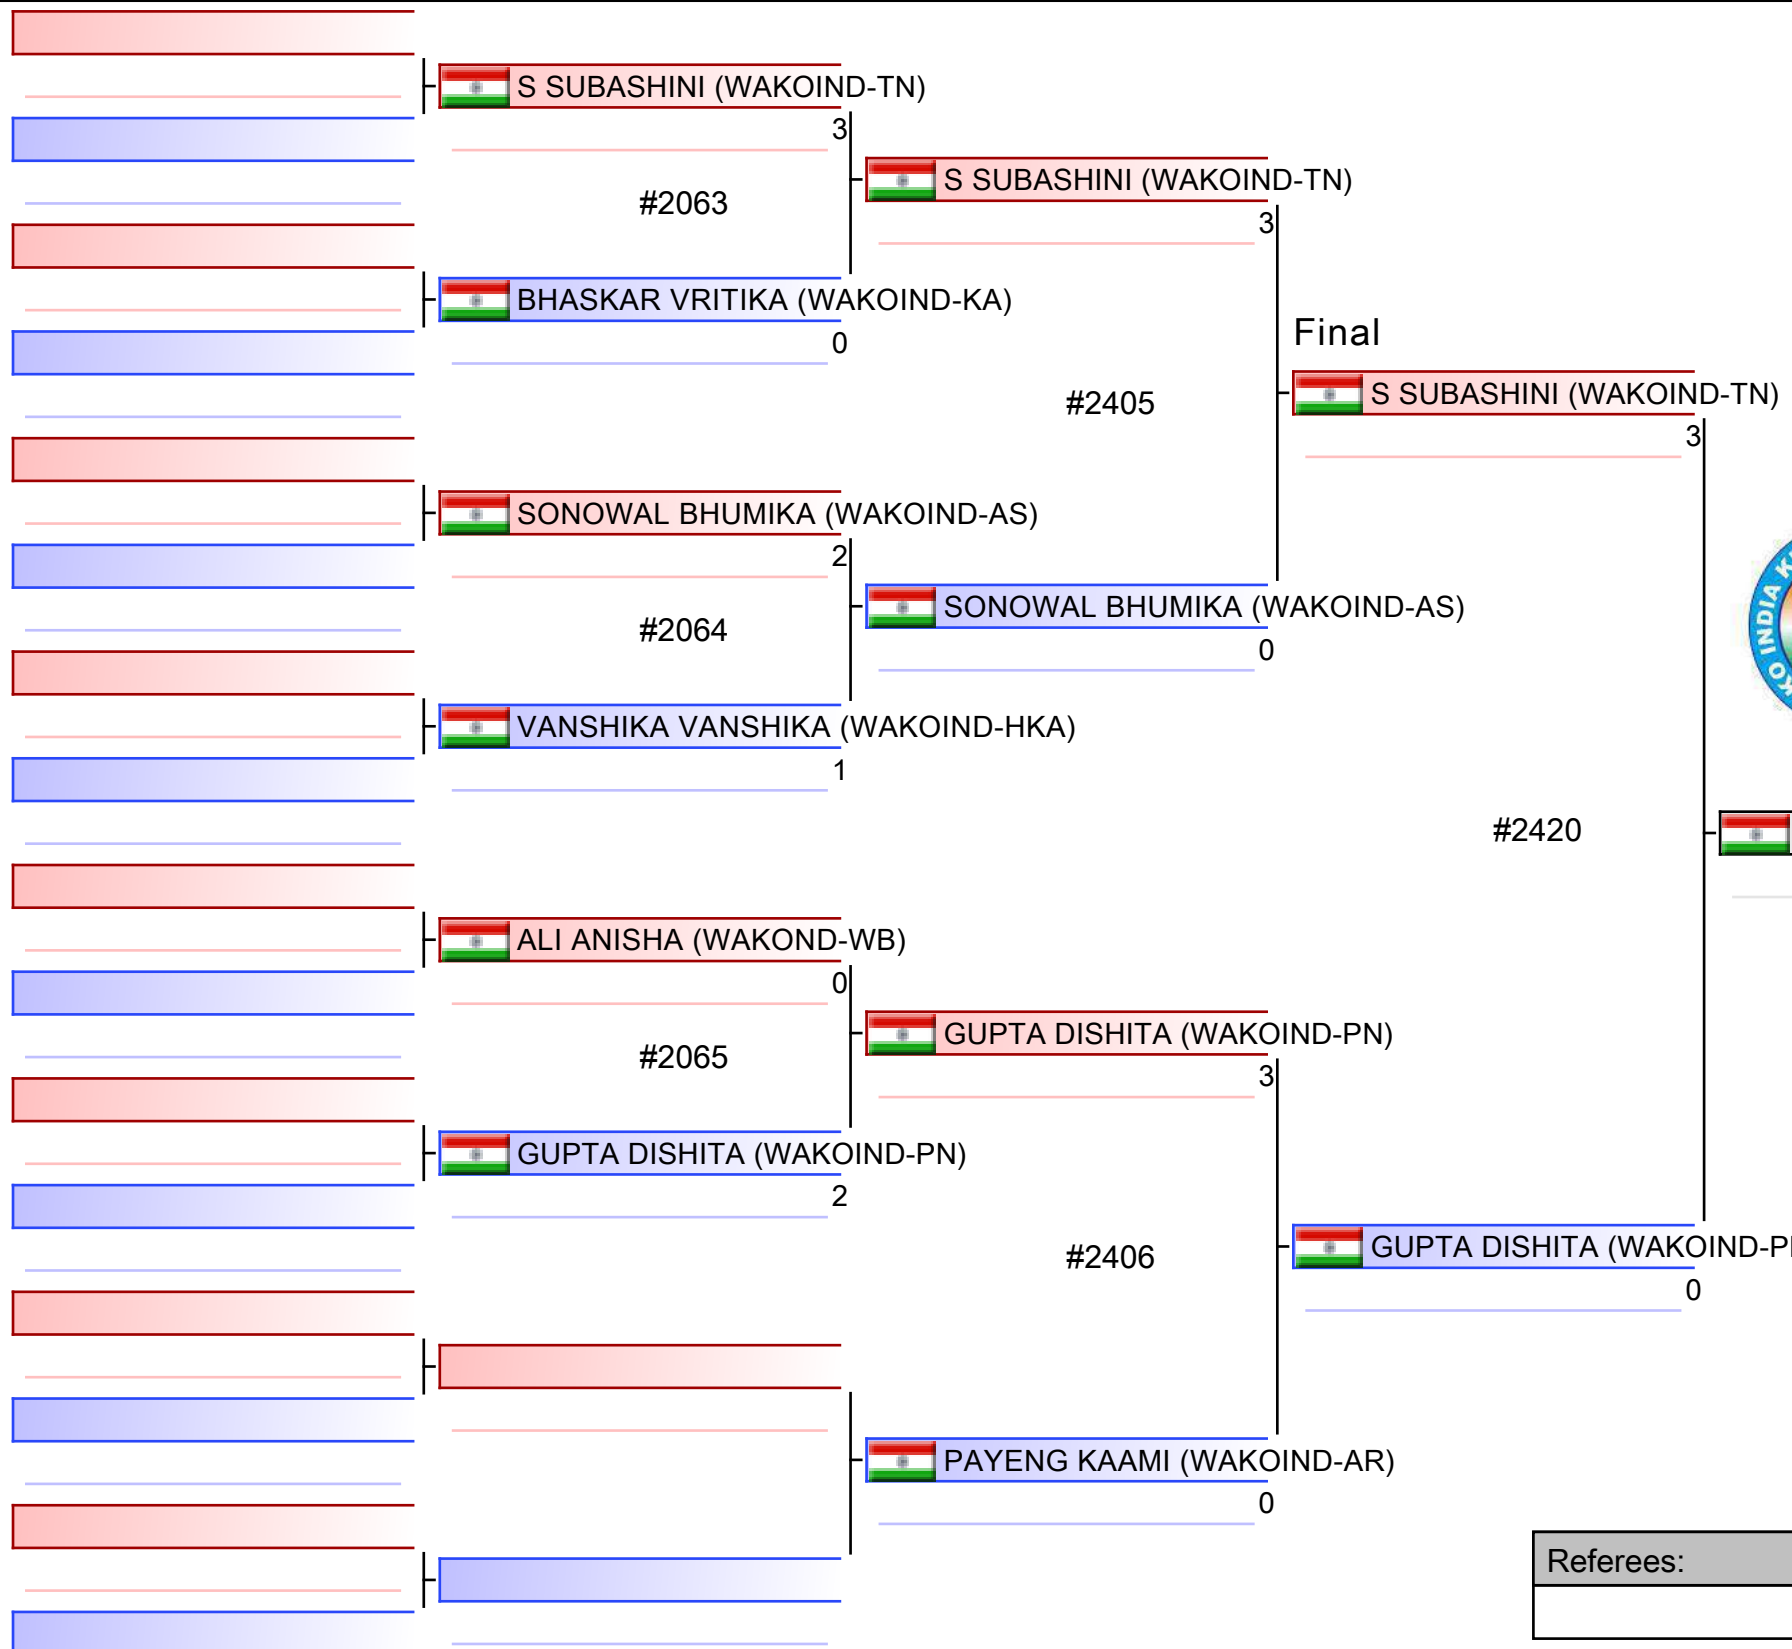 S SUBASHINI (WAKOIND-TN)
3
#2063
S SUBASHINI (WAKOIND-TN)
3
BHASKAR VRITIKA (WAKOIND-KA)
0
Final
#2405
S SUBASHINI (WAKOIND-TN)
3
SONOWAL BHUMIKA (WAKOIND-AS)
2
#2064
SONOWAL BHUMIKA (WAKOIND-AS)
0
INDIA
VANSHIKA VANSHIKA (WAKOIND-HKA)
1
#2420
ALI ANISHA (WAKOND-WB)
0
#2065
GUPTA DISHITA (WAKOIND-PN)
3
GUPTA DISHITA (WAKOIND-PN)
2
#2406
GUPTA DISHITA (WAKOIND-P
0
PAYENG KAAMI (WAKOIND-AR)
0
Referees: